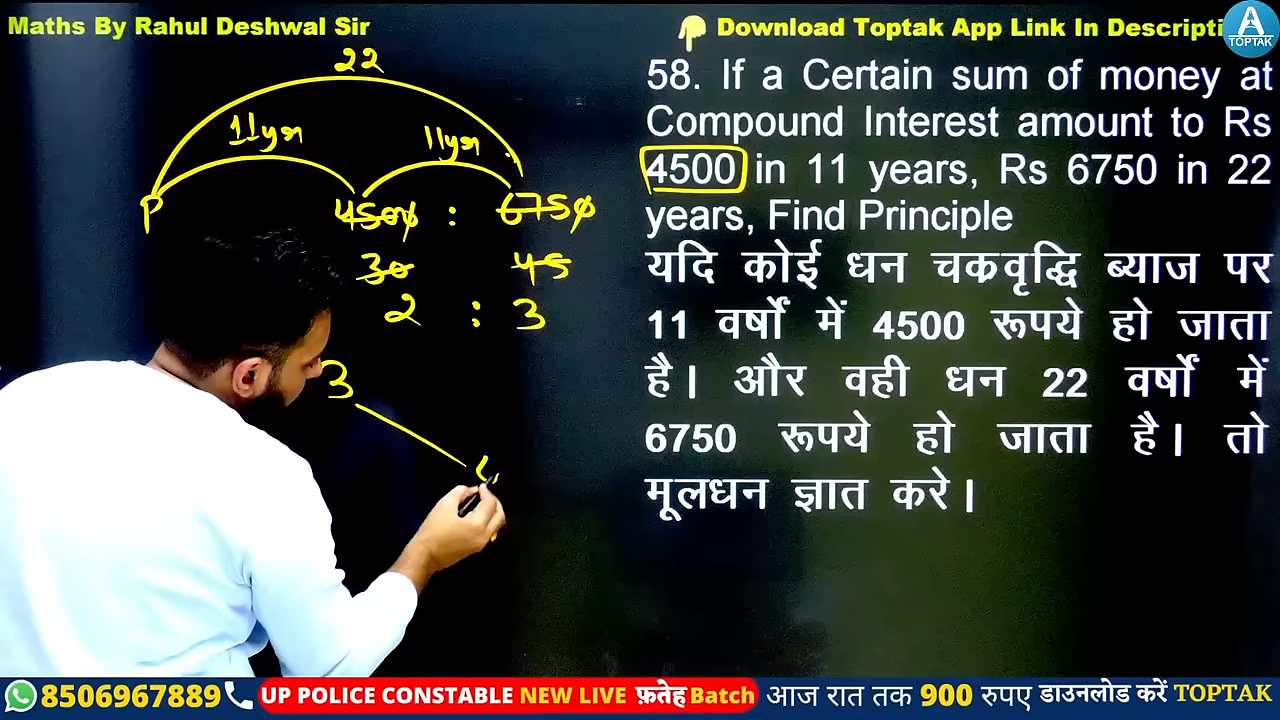 Maths By Rahul Deshwal Sir
Download Toptak App Link In Descripti
TOPTAK
22
11yr
11yr
P
4500 : 6750
30 45
2 : 3
3
58. If a Certain sum of money at
Compound Interest amount to Rs
4500 in 11 years, Rs 6750 in 22
years, Find Principle
यदि कोई धन चकवृद्धि ब्याज पर
11 वर्षों में 4500 रूपये हो जाता
है। और वही धन 22 वर्षों में
6750 रूपये हो जाता है। तो
मूलधन ज्ञात करे।
8506967889
UP POLICE CONSTABLE NEW LIVE फ़तेह Batch
आज रात तक 900 रुपए डाउनलोड करें TOPTAK